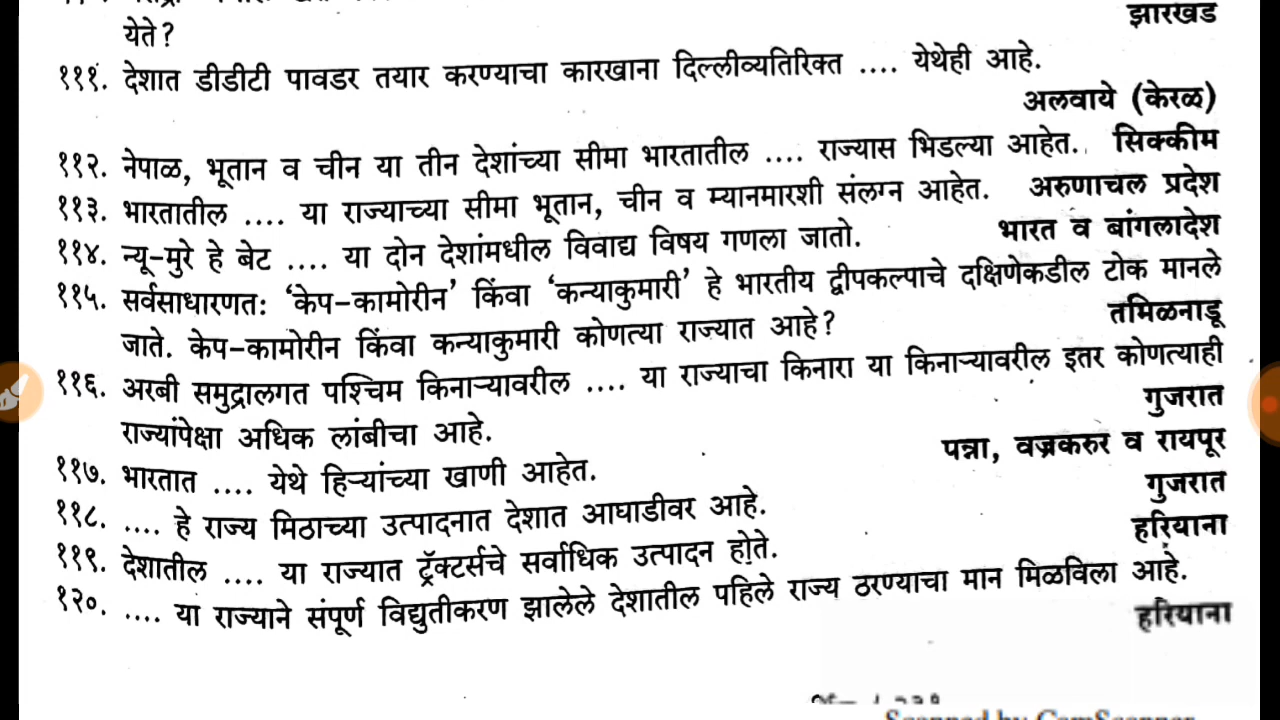 झारखंड
येते?
१११. देशात डीडीटी पावडर तयार करण्याचा कारखाना दिल्लीव्यतिरिक्त .... येथेही आहे.
अलवाये (केरळ)
११२. नेपाळ, भूतान व चीन या तीन देशांच्या सीमा भारतातील .... राज्यास भिडल्या आहेत. सिक्कीम
११३. भारतातील .... या राज्याच्या सीमा भूतान, चीन व म्यानमारशी संलग्न आहेत. अरुणाचल प्रदेश
११४. न्यू-मुरे हे बेट .... या दोन देशांमधील विवाद्य विषय गणला जातो. भारत व बांगलादेश
११५. सर्वसाधारणतः 'केप-कामोरीन' किंवा 'कन्याकुमारी' हे भारतीय द्वीपकल्पाचे दक्षिणेकडील टोक मानले
जाते. केप-कामोरीन किंवा कन्याकुमारी कोणत्या राज्यात आहे? तमिळनाडू
११६. अरबी समुद्रालगत पश्चिम किनाऱ्यावरील .... या राज्याचा किनारा या किनाऱ्यावरील इतर कोणत्याही
राज्यांपेक्षा अधिक लांबीचा आहे. गुजरात
११७. भारतात .... येथे हिऱ्यांच्या खाणी आहेत. पन्ना, वज्रकरुर व रायपूर
११८. .... हे राज्य मिठाच्या उत्पादनात देशात आघाडीवर आहे. गुजरात
११९. देशातील .... या राज्यात ट्रॅक्टर्सचे सर्वाधिक उत्पादन होते. हरियाना
१२०. .... या राज्याने संपूर्ण विद्युतीकरण झालेले देशातील पहिले राज्य ठरण्याचा मान मिळविला आहे.
हरियाना